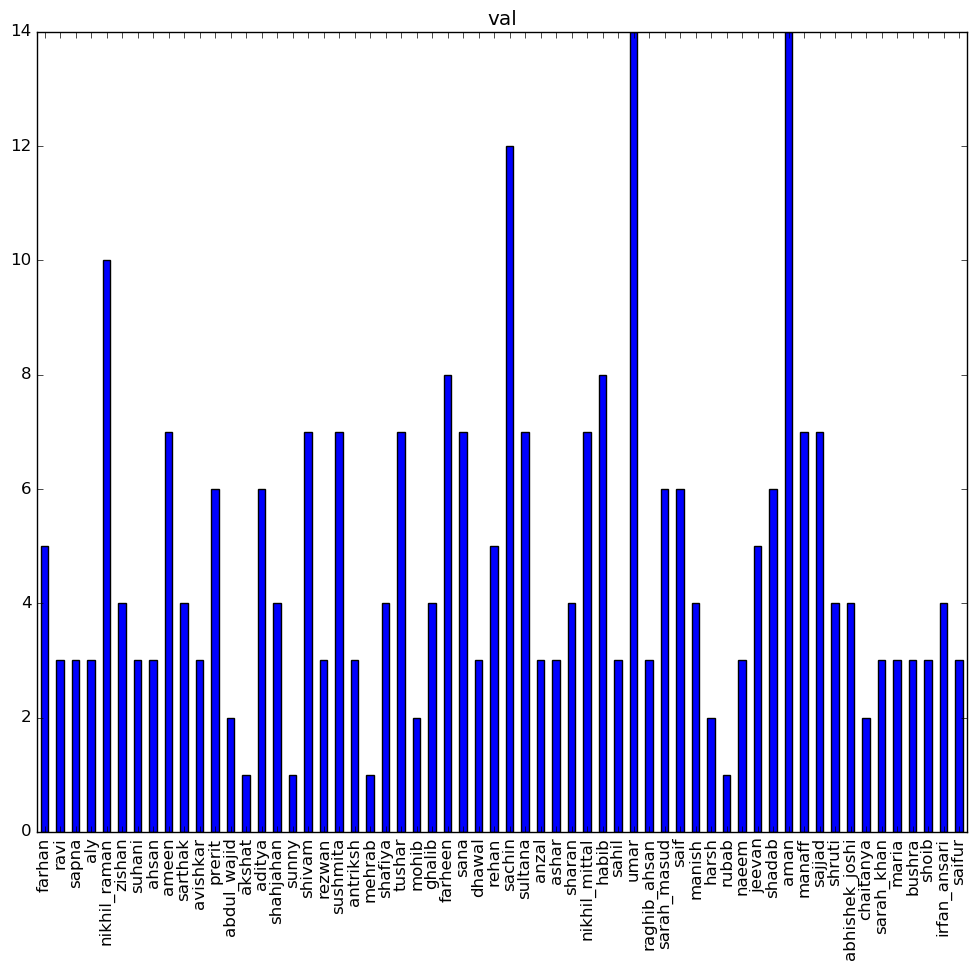 val
14
12
10
8
6
4
2
0
farhan
ravi
sapna
aly
nikhil_raman
zishan
suhani
ahsan
ameen
sarthak
avishkar
prerit
abdul_wajid
akshat
aditya
shahjahan
sunny
shivam
rezwan
sushmita
antriksh
mehrab
shafiya
tushar
mohib
ghalib
farheen
sana
dhawal
rehan
sachin
sultana
anzal
ashar
sharan
nikhil_mittal
habib
sahil
umar
raghib_ahsan
sarah_masud
saif
manish
harsh
rubab
naeem
jeevan
shadab
aman
manaff
sajjad
shruti
abhishek_joshi
chaitanya
sarah_khan
maria
bushra
shoib
irfan_ansari
saifur